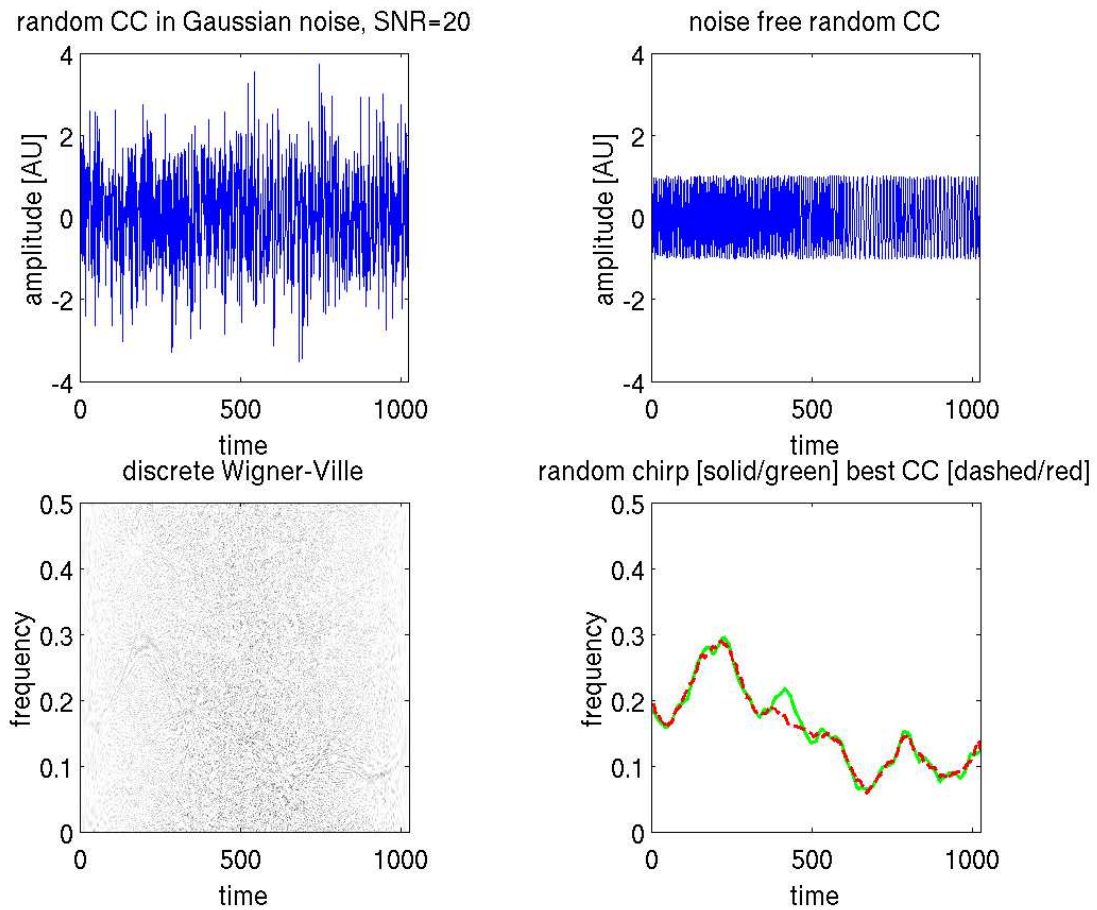 random CC in Gaussian noise, SNR=20
4
2
0
-2
-4
amplitude [AU]
0 500 1000
time
noise free random CC
4
2
0
-2
-4
amplitude [AU]
0 500 1000
time
discrete Wigner-Ville
0.5
0.4
0.3
0.2
0.1
0
frequency
0 500 1000
time
random chirp [solid/green] best CC [dashed/red]
0.5
0.4
0.3
0.2
0.1
0
frequency
0 500 1000
time